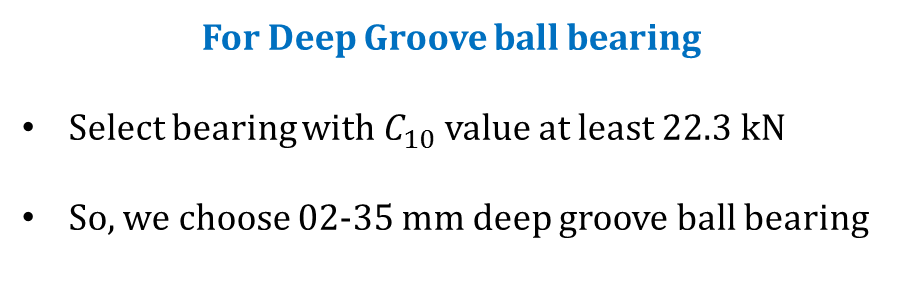 For Deep Groove ball bearing
• Select bearing with C₁₀ value at least 22.3 kN
• So, we choose 02-35 mm deep groove ball bearing